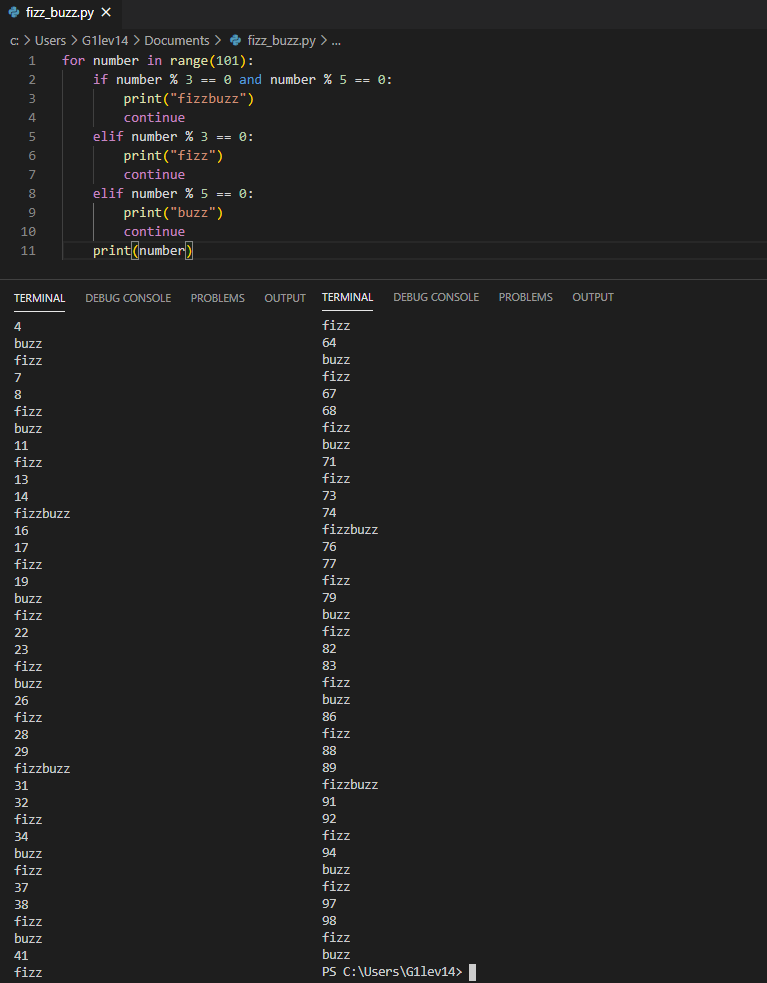 fizz_buzz.py
c: > Users > G1lev14 > Documents > fizz_buzz.py > ...
1 for number in range(101):
2     if number % 3 == 0 and number % 5 == 0:
3         print("fizzbuzz")
4         continue
5     elif number % 3 == 0:
6         print("fizz")
7         continue
8     elif number % 5 == 0:
9         print("buzz")
10         continue
11     print(number)
TERMINAL DEBUG CONSOLE PROBLEMS OUTPUT
4
buzz
fizz
7
8
fizz
buzz
11
fizz
13
14
fizzbuzz
16
17
fizz
19
buzz
fizz
22
23
fizz
buzz
26
fizz
28
29
fizzbuzz
31
32
fizz
34
buzz
fizz
37
38
fizz
buzz
41
fizz
TERMINAL DEBUG CONSOLE PROBLEMS OUTPUT
fizz
64
buzz
fizz
67
68
fizz
buzz
71
fizz
73
74
fizzbuzz
76
77
fizz
79
buzz
fizz
82
83
fizz
buzz
86
fizz
88
89
fizzbuzz
91
92
fizz
94
buzz
fizz
97
98
fizz
buzz
PS C:\Users\G1lev14>